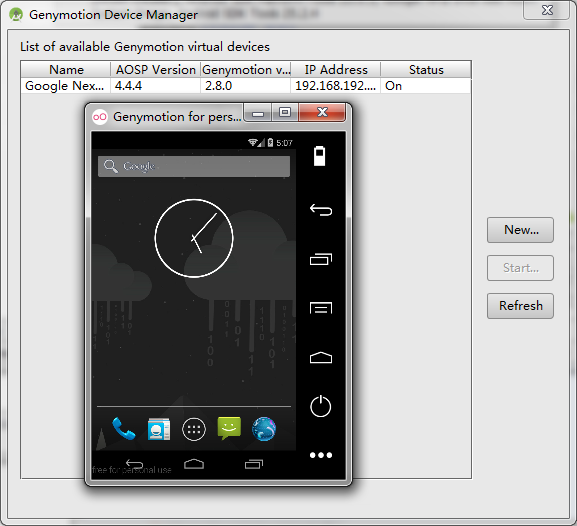 Genymotion Device Manager
List of available Genymotion virtual devices
Name AOSP Version Genymotion v... IP Address Status
Google Nex... 4.4.4 2.8.0 192.168.192.... On
Genymotion for pers...
5:07
Google
New...
Start...
Refresh
free for personal use